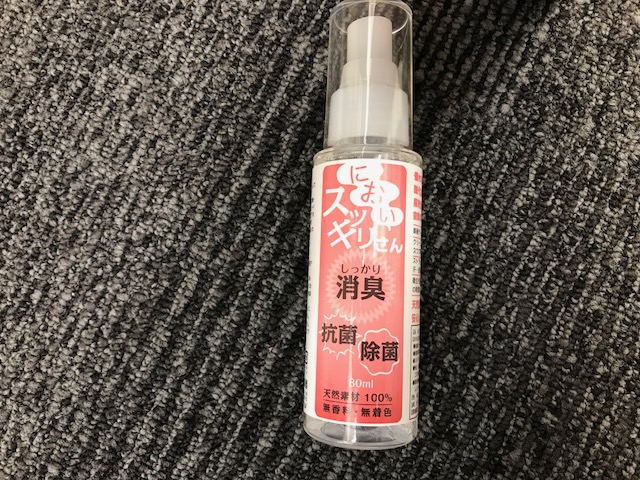 におい
スッキリさん
しっかり
消臭
抗菌
除菌
80ml
天然素材 100%
無香料・無着色